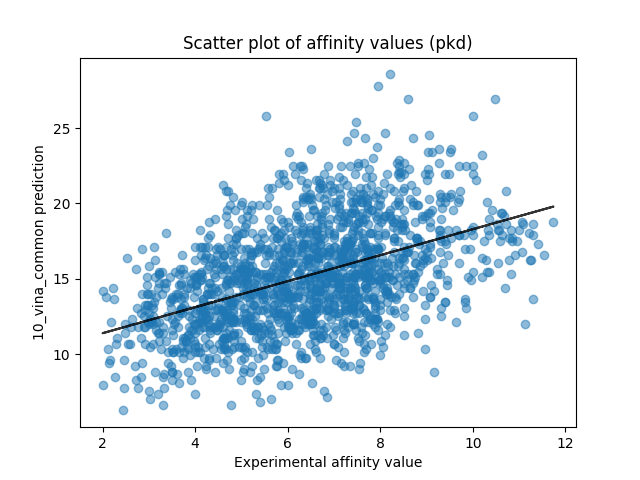 Scatter plot of affinity values (pkd)
10_vina_common prediction
25
20
15
10
2 4 6 8 10 12
Experimental affinity value